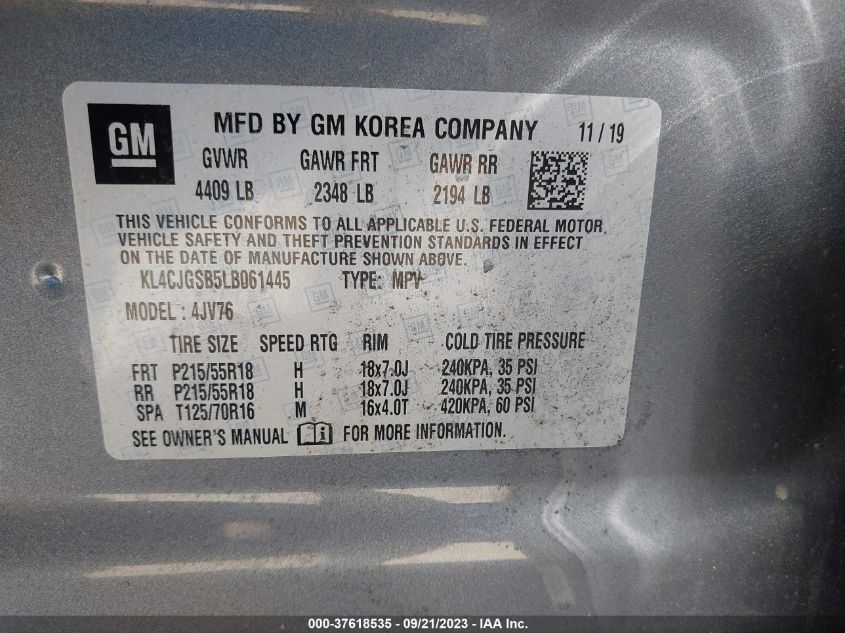 GM
MFD BY GM KOREA COMPANY 11 / 19
GVWR GAWR FRT GAWR RR
4409 LB 2348 LB 2194 LB
THIS VEHICLE CONFORMS TO ALL APPLICABLE U.S. FEDERAL MOTOR
VEHICLE SAFETY AND THEFT PREVENTION STANDARDS IN EFFECT
ON THE DATE OF MANUFACTURE SHOWN ABOVE.
KL4CJGSB5LB061445 TYPE: MPV
MODEL : 4JV76
TIRE SIZE SPEED RTG RIM COLD TIRE PRESSURE
FRT P215/55R18 H 18x7.0J 240KPA, 35 PSI
RR P215/55R18 H 18x7.0J 240KPA, 35 PSI
SPA T125/70R16 M 16x4.0T 420KPA, 60 PSI
SEE OWNER'S MANUAL FOR MORE INFORMATION.
000-37618535 - 09/21/2023 - IAA Inc.